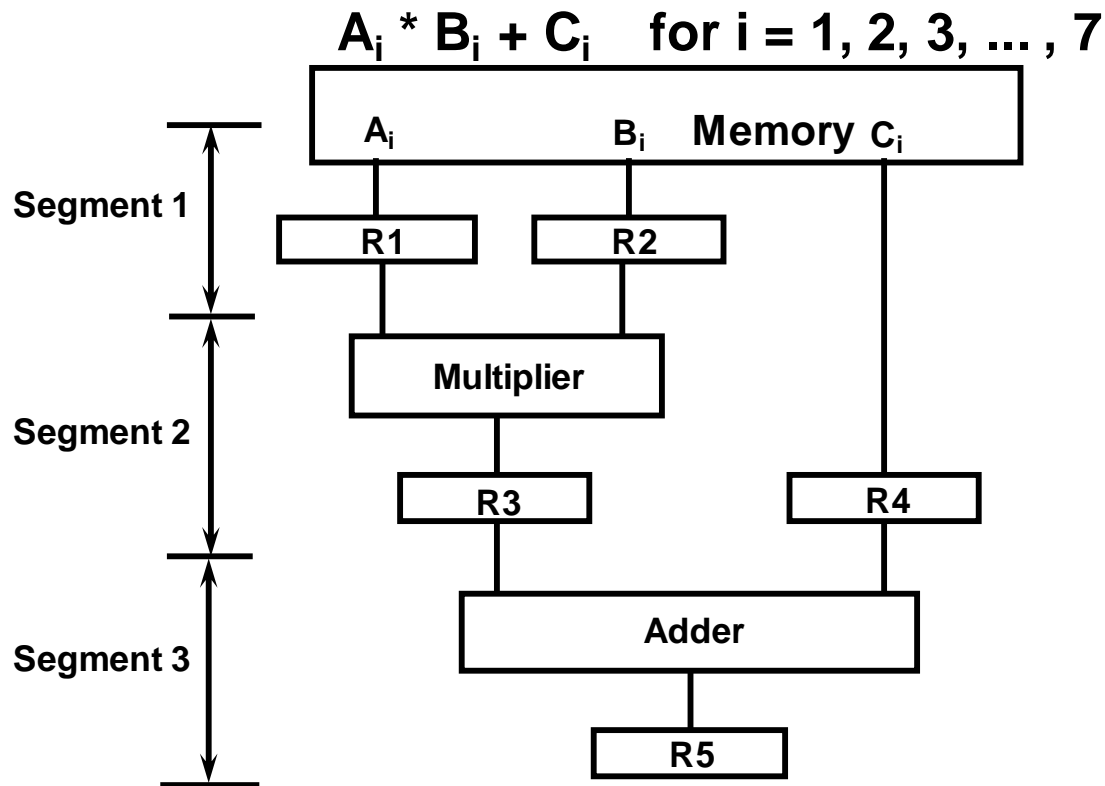 Aᵢ * Bᵢ + Cᵢ for i = 1, 2, 3, ... , 7
Aᵢ Bᵢ Memory Cᵢ
Segment 1
R1 R2
Multiplier
Segment 2
R3 R4
Adder
Segment 3
R5